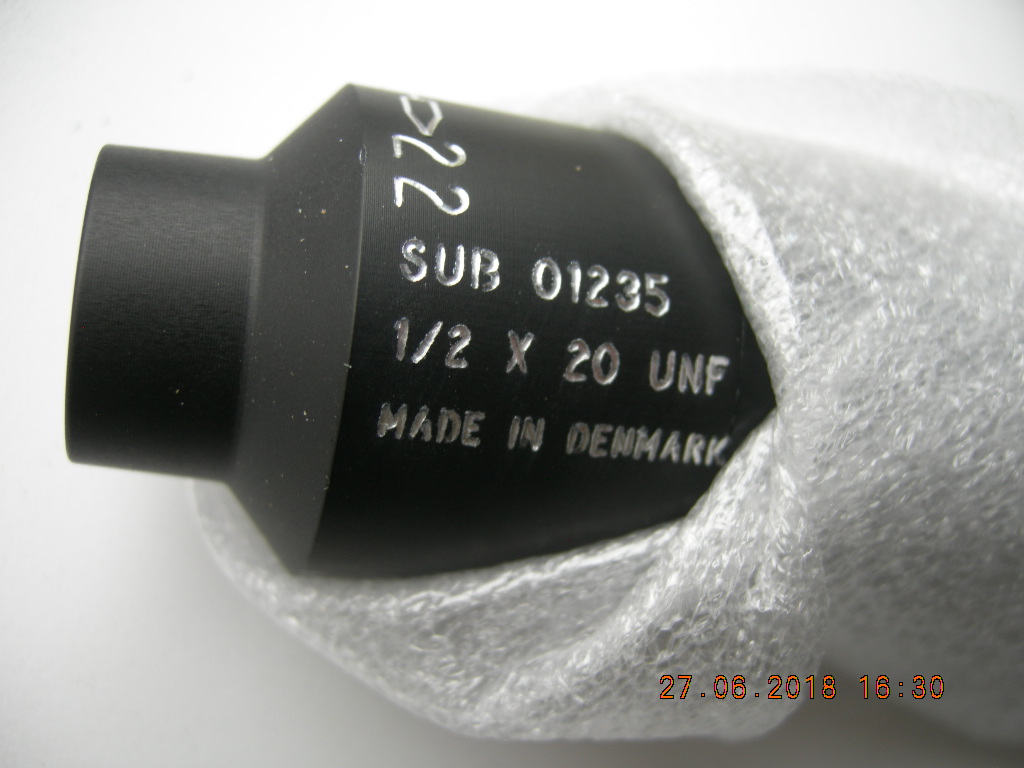 22
SUB 01235
1/2 X 20 UNF
MADE IN DENMARK
27.06.2018 16:30